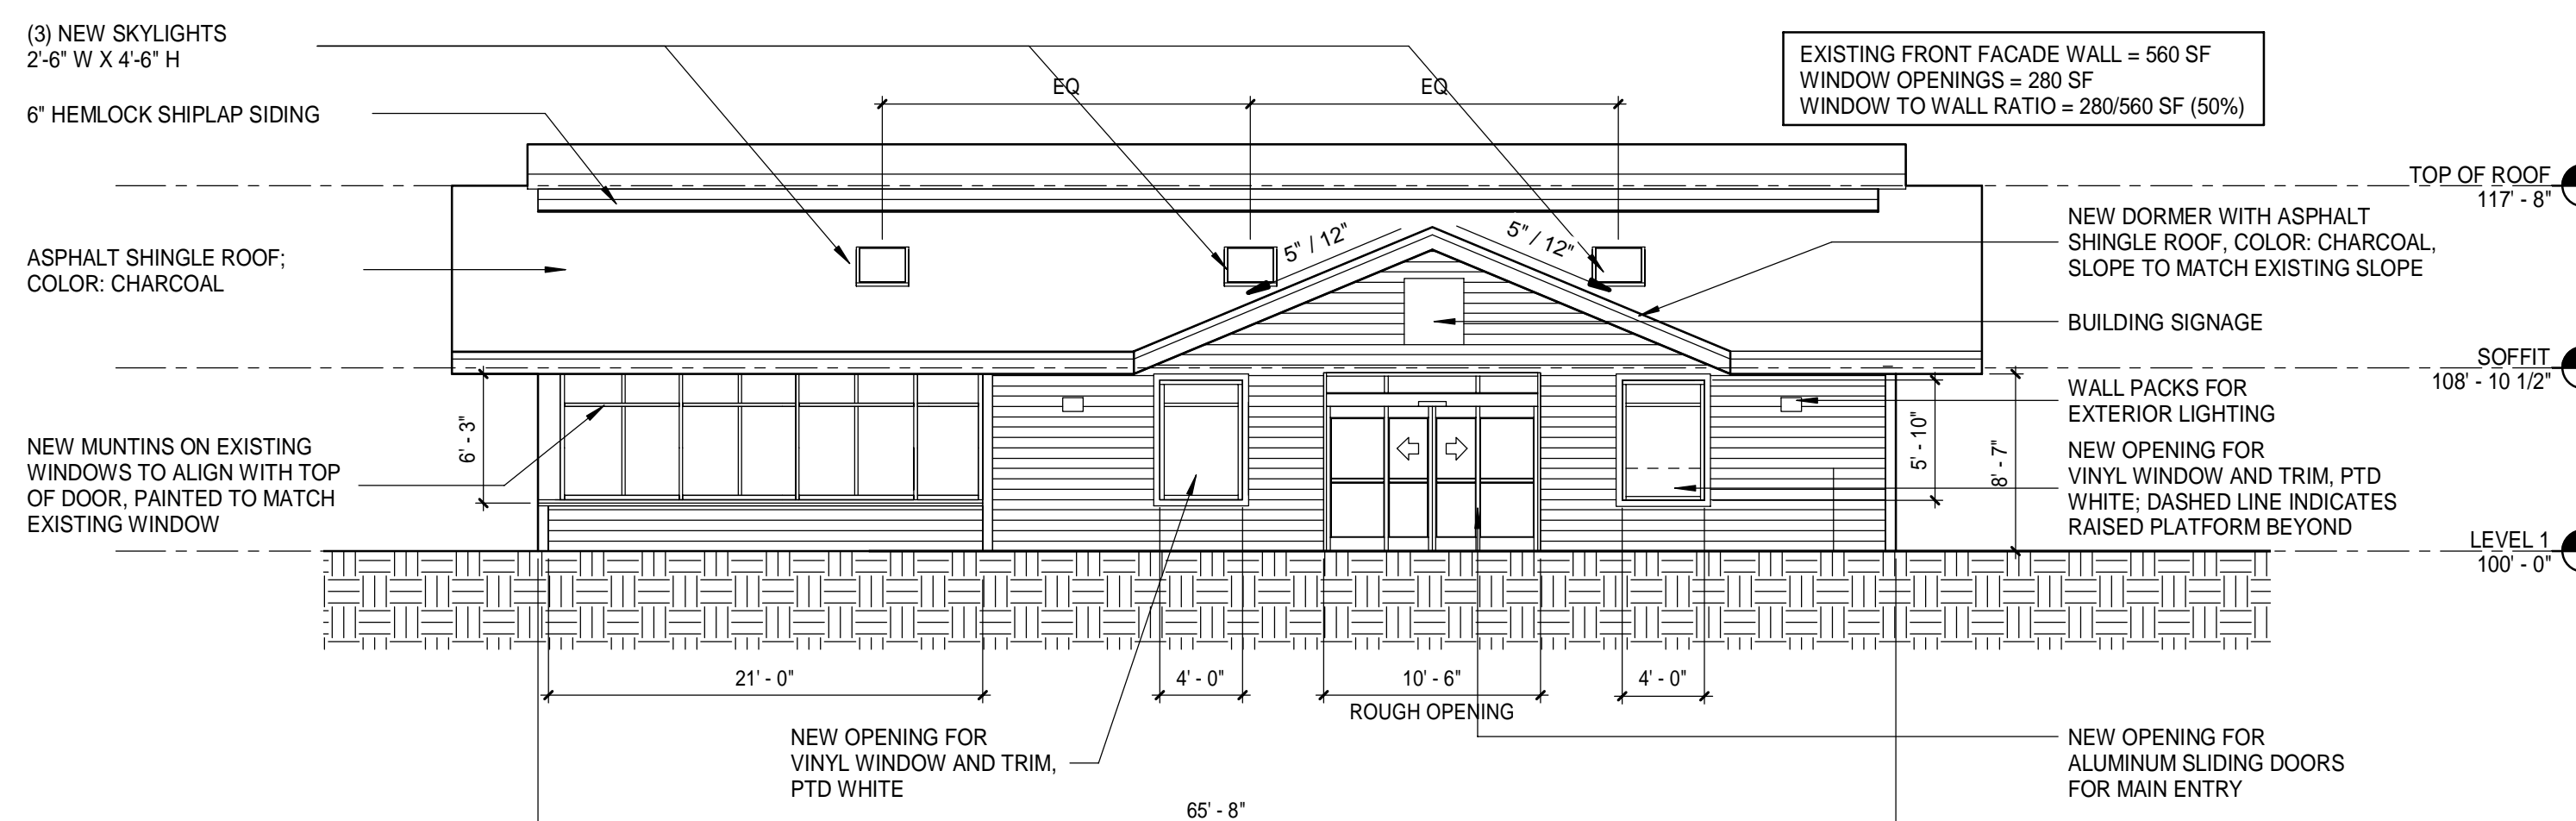 (3) NEW SKYLIGHTS
2'-6" W X 4'-6" H
6" HEMLOCK SHIPLAP SIDING
ASPHALT SHINGLE ROOF;
COLOR: CHARCOAL
NEW MUNTINS ON EXISTING
WINDOWS TO ALIGN WITH TOP
OF DOOR, PAINTED TO MATCH
EXISTING WINDOW
EQ
EQ
5" / 12"
5" / 12"
EXISTING FRONT FACADE WALL = 560 SF
WINDOW OPENINGS = 280 SF
WINDOW TO WALL RATIO = 280/560 SF (50%)
TOP OF ROOF
117' - 8"
NEW DORMER WITH ASPHALT
SHINGLE ROOF, COLOR: CHARCOAL,
SLOPE TO MATCH EXISTING SLOPE
BUILDING SIGNAGE
SOFFIT
108' - 10 1/2"
WALL PACKS FOR
EXTERIOR LIGHTING
NEW OPENING FOR
VINYL WINDOW AND TRIM, PTD
WHITE; DASHED LINE INDICATES
RAISED PLATFORM BEYOND
LEVEL 1
100' - 0"
6' - 3"
5' - 10"
8' - 7"
21' - 0"
4' - 0"
10' - 6"
ROUGH OPENING
4' - 0"
NEW OPENING FOR
VINYL WINDOW AND TRIM,
PTD WHITE
NEW OPENING FOR
ALUMINUM SLIDING DOORS
FOR MAIN ENTRY
65' - 8"